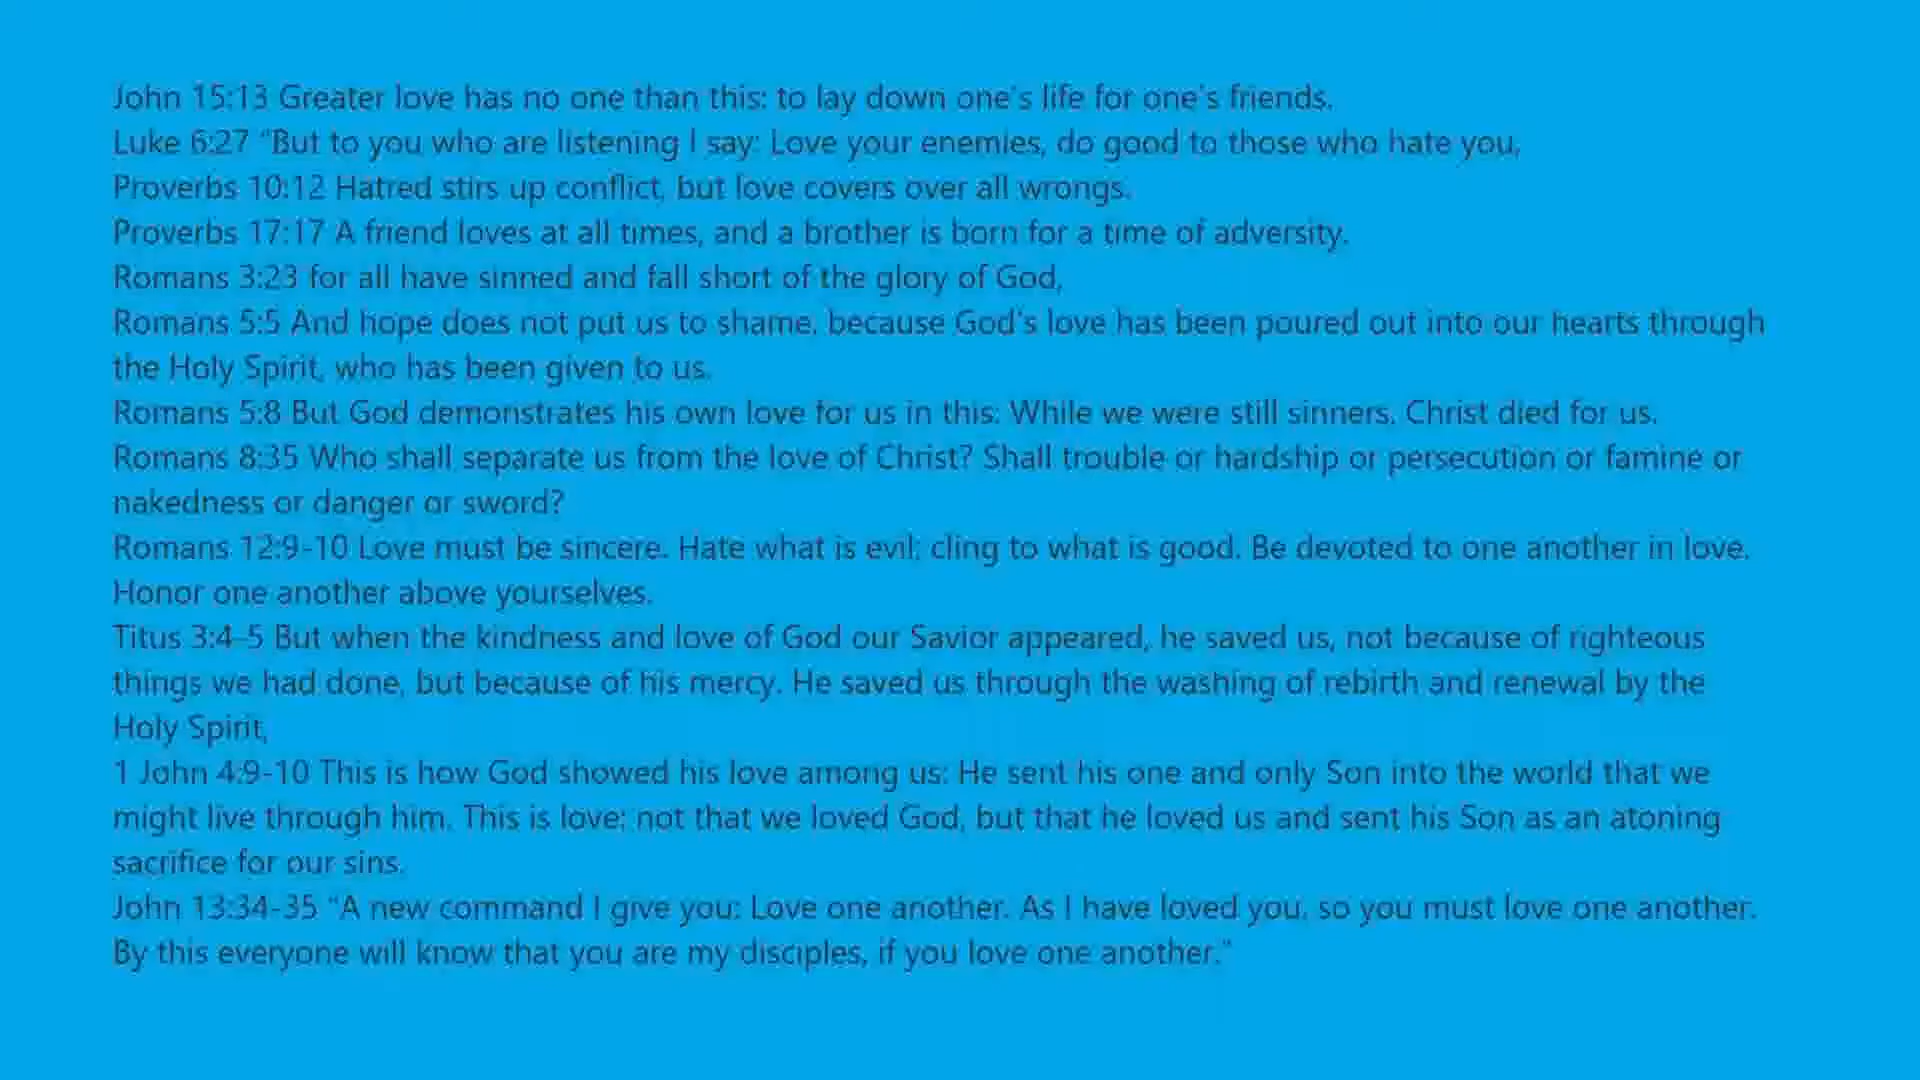 John 15:13 Greater love has no one than this: to lay down one's life for one's friends.
Luke 6:27 “But to you who are listening I say: Love your enemies, do good to those who hate you,
Proverbs 10:12 Hatred stirs up conflict, but love covers over all wrongs.
Proverbs 17:17 A friend loves at all times, and a brother is born for a time of adversity.
Romans 3:23 for all have sinned and fall short of the glory of God,
Romans 5:5 And hope does not put us to shame, because God's love has been poured out into our hearts through
the Holy Spirit, who has been given to us.
Romans 5:8 But God demonstrates his own love for us in this: While we were still sinners, Christ died for us.
Romans 8:35 Who shall separate us from the love of Christ? Shall trouble or hardship or persecution or famine or
nakedness or danger or sword?
Romans 12:9-10 Love must be sincere. Hate what is evil; cling to what is good. Be devoted to one another in love.
Honor one another above yourselves.
Titus 3:4-5 But when the kindness and love of God our Savior appeared, he saved us, not because of righteous
things we had done, but because of his mercy. He saved us through the washing of rebirth and renewal by the
Holy Spirit,
1 John 4:9-10 This is how God showed his love among us: He sent his one and only Son into the world that we
might live through him. This is love: not that we loved God, but that he loved us and sent his Son as an atoning
sacrifice for our sins.
John 13:34-35 “A new command I give you: Love one another. As I have loved you, so you must love one another.
By this everyone will know that you are my disciples, if you love one another.”